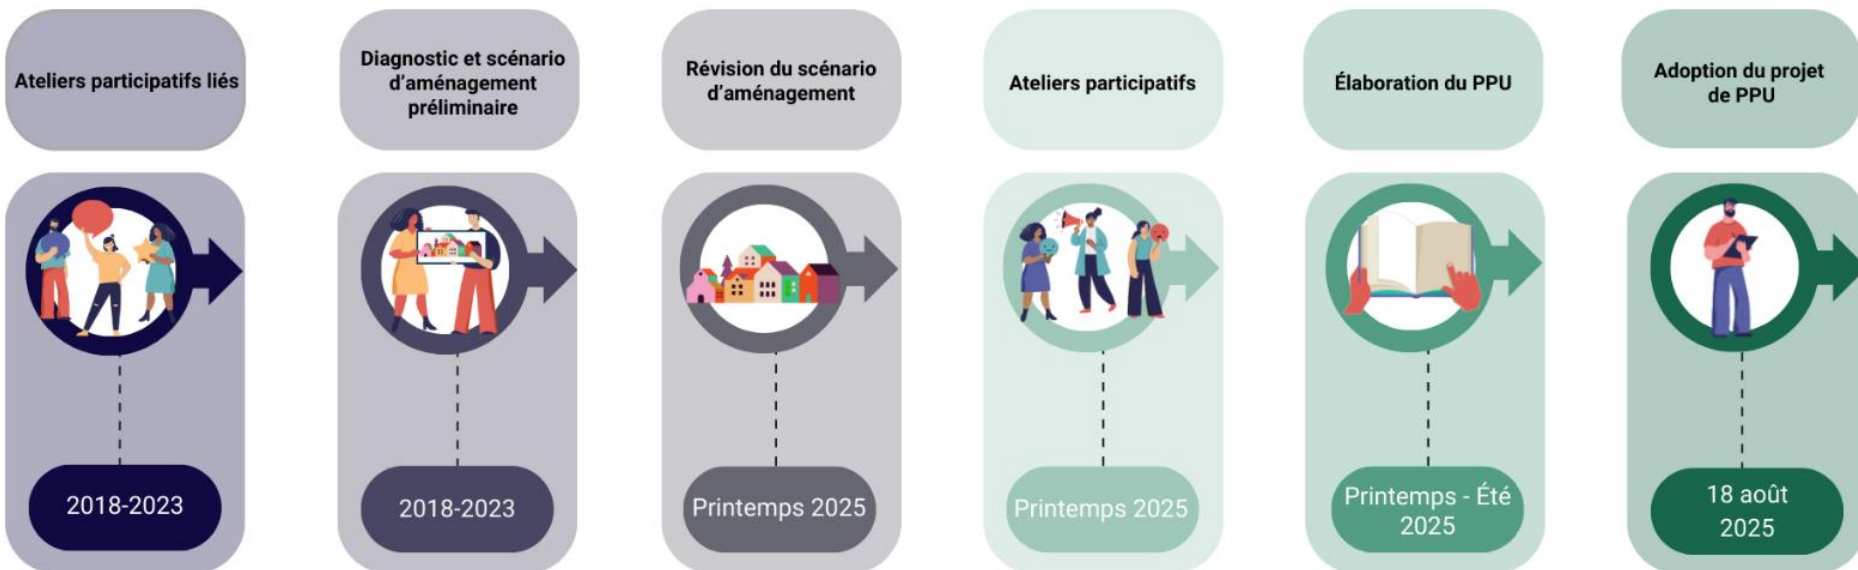 Ateliers participatifs liés
Diagnostic et scénario
d'aménagement
préliminaire
Révision du scénario
d'aménagement
Ateliers participatifs
Élaboration du PPU
Adoption du projet
de PPU
2018-2023
2018-2023
Printemps 2025
Printemps 2025
Printemps - Été
2025
18 août
2025